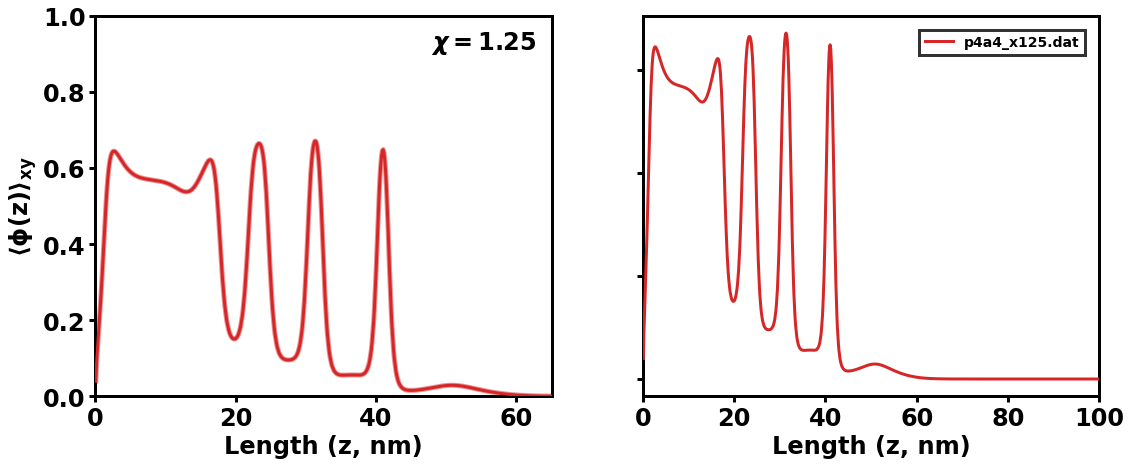 1.0
0.8
0.6
0.4
0.2
0.0
⟨ϕ(z)⟩xy
χ = 1.25
0 20 40 60
Length (z, nm)
p4a4_x125.dat
0 20 40 60 80 100
Length (z, nm)